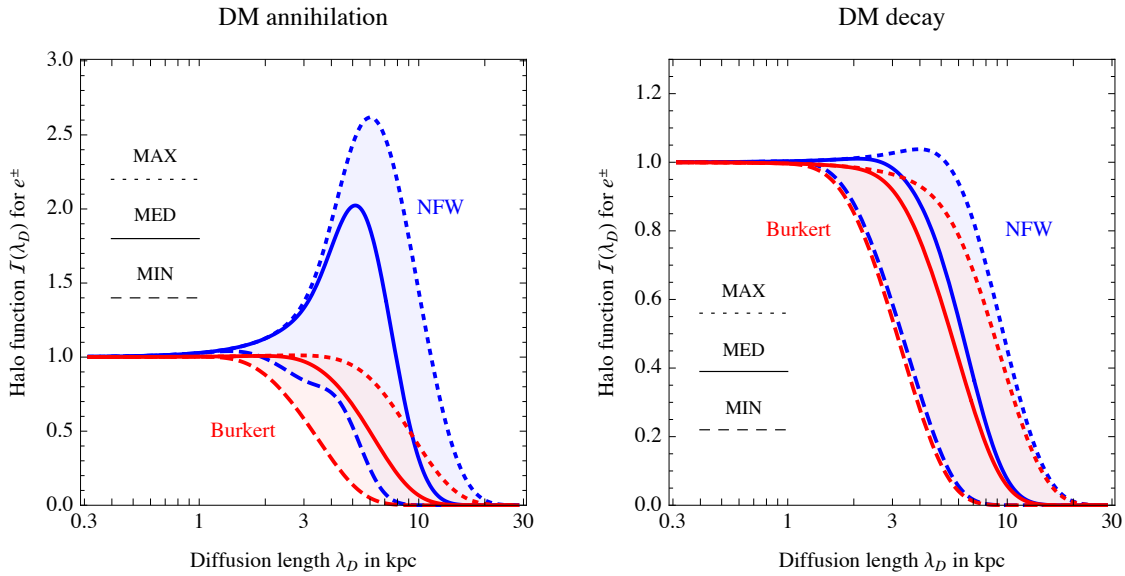 DM annihilation
3.0
2.5
2.0
1.5
1.0
0.5
0.0
Halo function I(λD) for e±
MAX
MED
MIN
NFW
Burkert
0.3
1
3
10
30
Diffusion length λD in kpc
DM decay
1.2
1.0
0.8
0.6
0.4
0.2
0.0
Halo function I(λD) for e±
Burkert
NFW
MAX
MED
MIN
0.3
1
3
10
30
Diffusion length λD in kpc